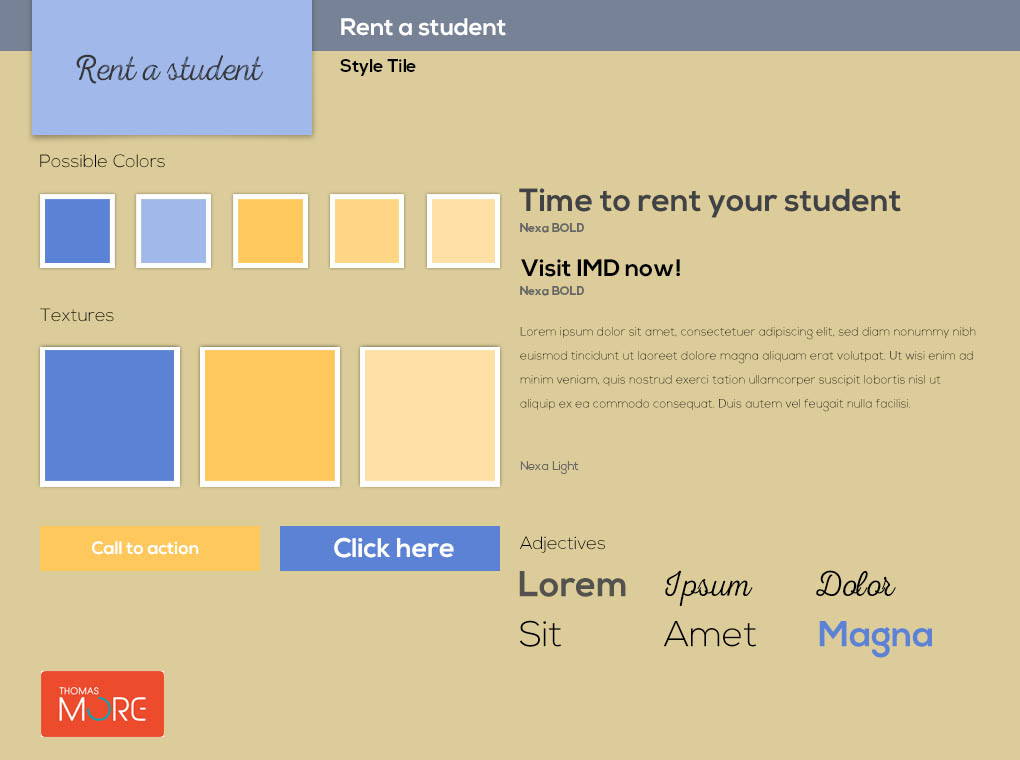 Rent a student
Rent a student
Style Tile
Possible Colors
Time to rent your student
Nexa BOLD
Visit IMD now!
Nexa BOLD
Textures
Lorem ipsum dolor sit amet, consectetuer adipiscing elit, sed diam nonummy nibh
euismod tincidunt ut laoreet dolore magna aliquam erat volutpat. Ut wisi enim ad
minim veniam, quis nostrud exerci tation ullamcorper suscipit lobortis nisl ut
aliquip ex ea commodo consequat. Duis autem vel feugait nulla facilisi.
Nexa Light
Call to action
Click here
Adjectives
Lorem Ipsum Dolor
Sit Amet Magna
THOMAS
MORE